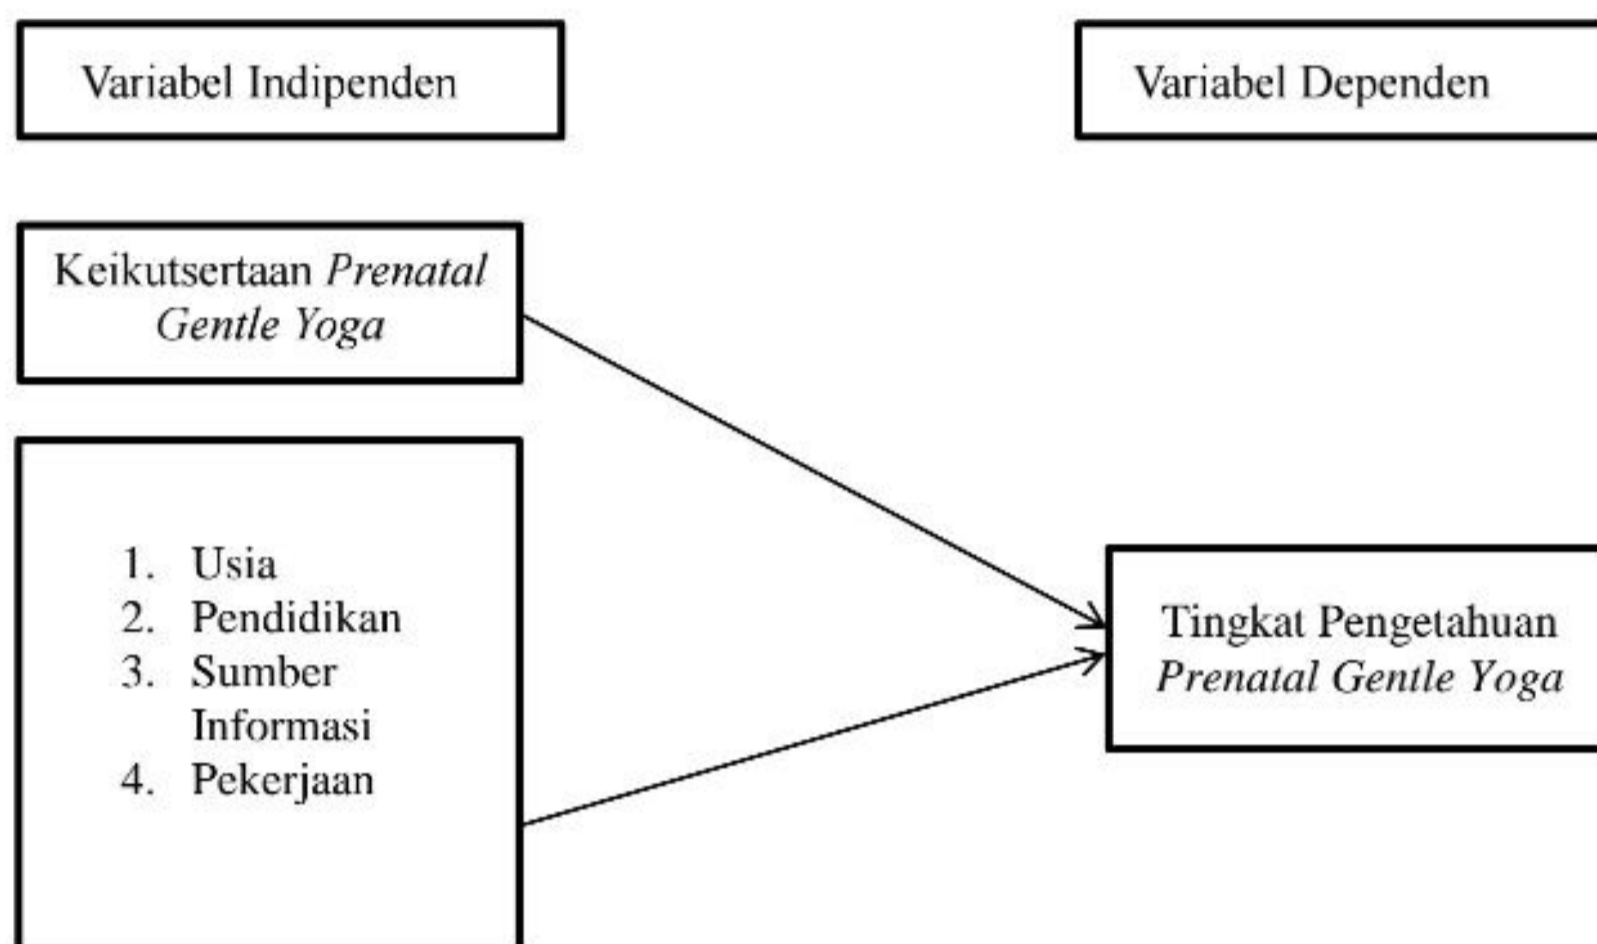 Variabel Indipenden
Variabel Dependen
Keikutsertaan Prenatal
Gentle Yoga
1. Usia
2. Pendidikan
3. Sumber
Informasi
4. Pekerjaan
Tingkat Pengetahuan
Prenatal Gentle Yoga